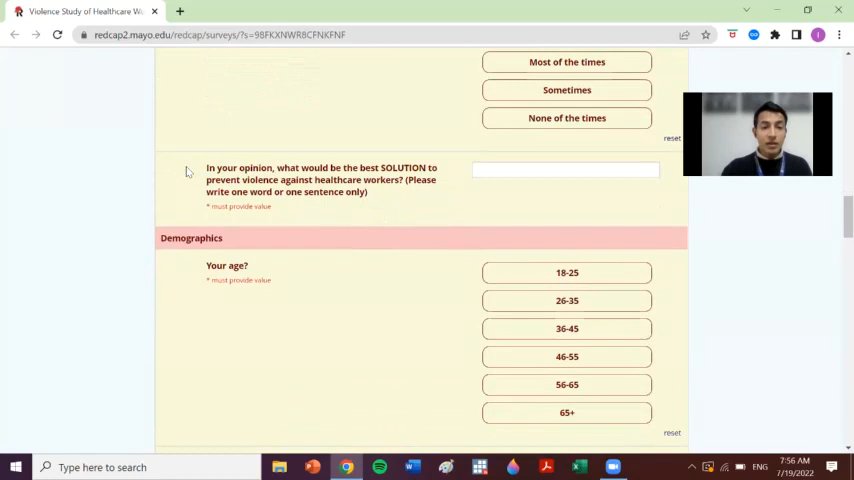 Violence Study of Healthcare Wo
redcap2.mayo.edu/redcap/surveys/?s=98FKXNWR8CFNKFNF
Most of the times
Sometimes
None of the times
reset
In your opinion, what would be the best SOLUTION to
prevent violence against healthcare workers? (Please
write one word or one sentence only)
* must provide value
Demographics
Your age?
* must provide value
18-25
26-35
36-45
46-55
56-65
65+
reset
Type here to search
ENG
7:56 AM
7/19/2022